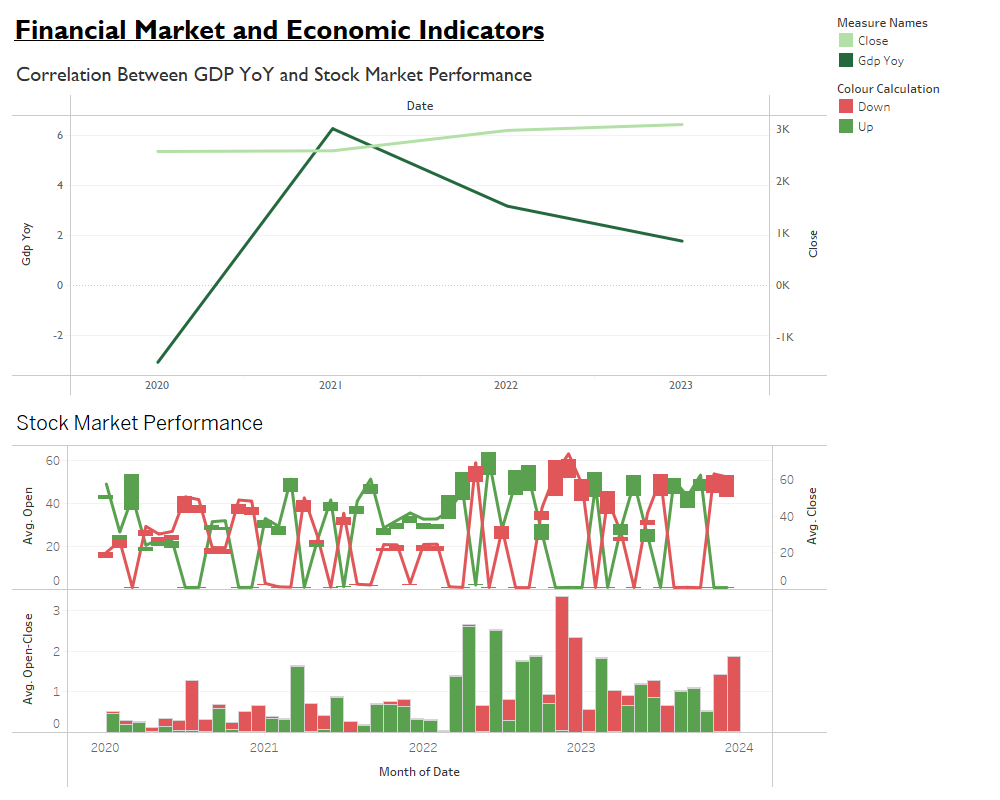 Financial Market and Economic Indicators
Correlation Between GDP YoY and Stock Market Performance
Date
6
4
2
0
-2
Gdp Yoy
3K
2K
1K
0K
-1K
Close
2020
2021
2022
2023
Stock Market Performance
60
40
20
0
Avg. Open
60
40
20
0
Avg. Close
3
2
1
0
Avg. Open-Close
2020
2021
2022
2023
2024
Month of Date
Measure Names
Close
Gdp Yoy
Colour Calculation
Down
Up